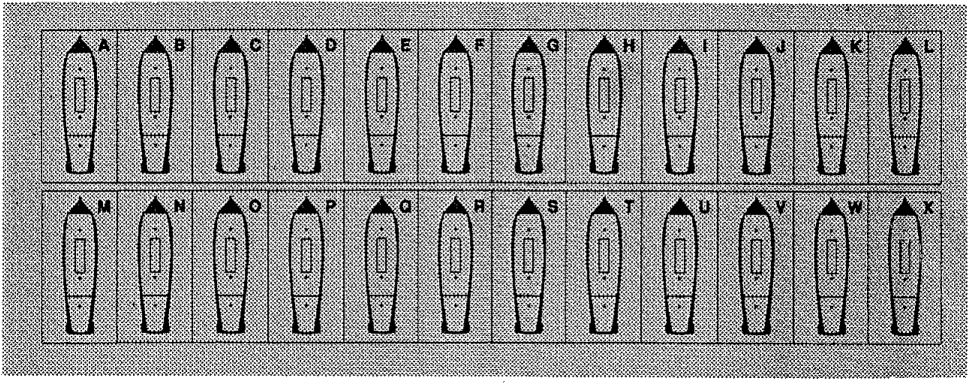 A B C D E F G H I J K L
M N O P Q R S T U V W X